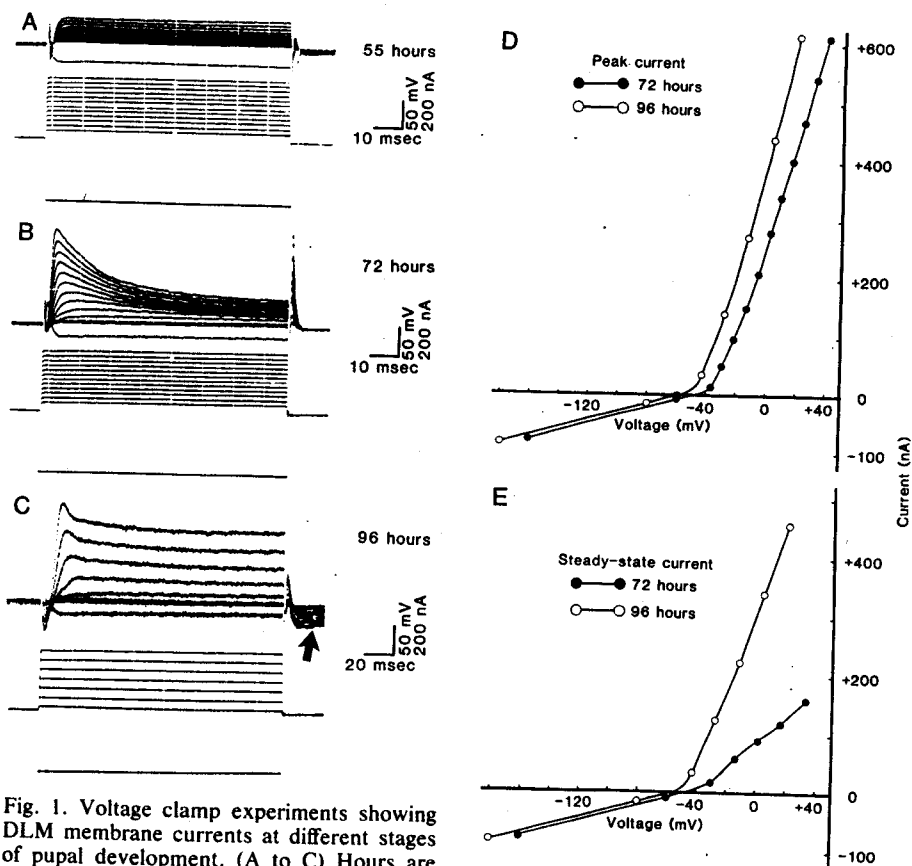 A
55 hours
50 mV
200 nA
10 msec
B
72 hours
50 mV
200 nA
10 msec
C
96 hours
50 mV
200 nA
20 msec
Fig. 1. Voltage clamp experiments showing
DLM membrane currents at different stages
of pupal development. (A to C) Hours are
D
Peak current
72 hours
96 hours
+600
+400
+200
0
-100
-120
-40
0
+40
Voltage (mV)
Current (nA)
E
Steady-state current
72 hours
96 hours
+400
+200
0
-100
-120
-40
0
+40
Voltage (mV)